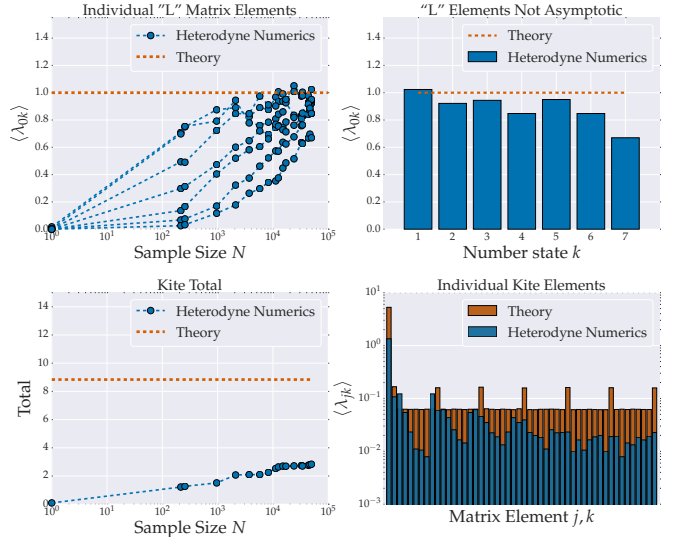 Individual "L" Matrix Elements
⟨λ0k⟩
1.4
1.2
1.0
0.8
0.6
0.4
0.2
0.0
Heterodyne Numerics
Theory
10^0 10^1 10^2 10^3 10^4 10^5
Sample Size N
"L" Elements Not Asymptotic
⟨λ0k⟩
1.4
1.2
1.0
0.8
0.6
0.4
0.2
0.0
Theory
Heterodyne Numerics
1 2 3 4 5 6 7
Number state k
Kite Total
Total
14
12
10
8
6
4
2
0
Heterodyne Numerics
Theory
10^0 10^1 10^2 10^3 10^4 10^5
Sample Size N
Individual Kite Elements
⟨λjk⟩
10^1
10^0
10^-1
10^-2
10^-3
Theory
Heterodyne Numerics
Matrix Element j, k